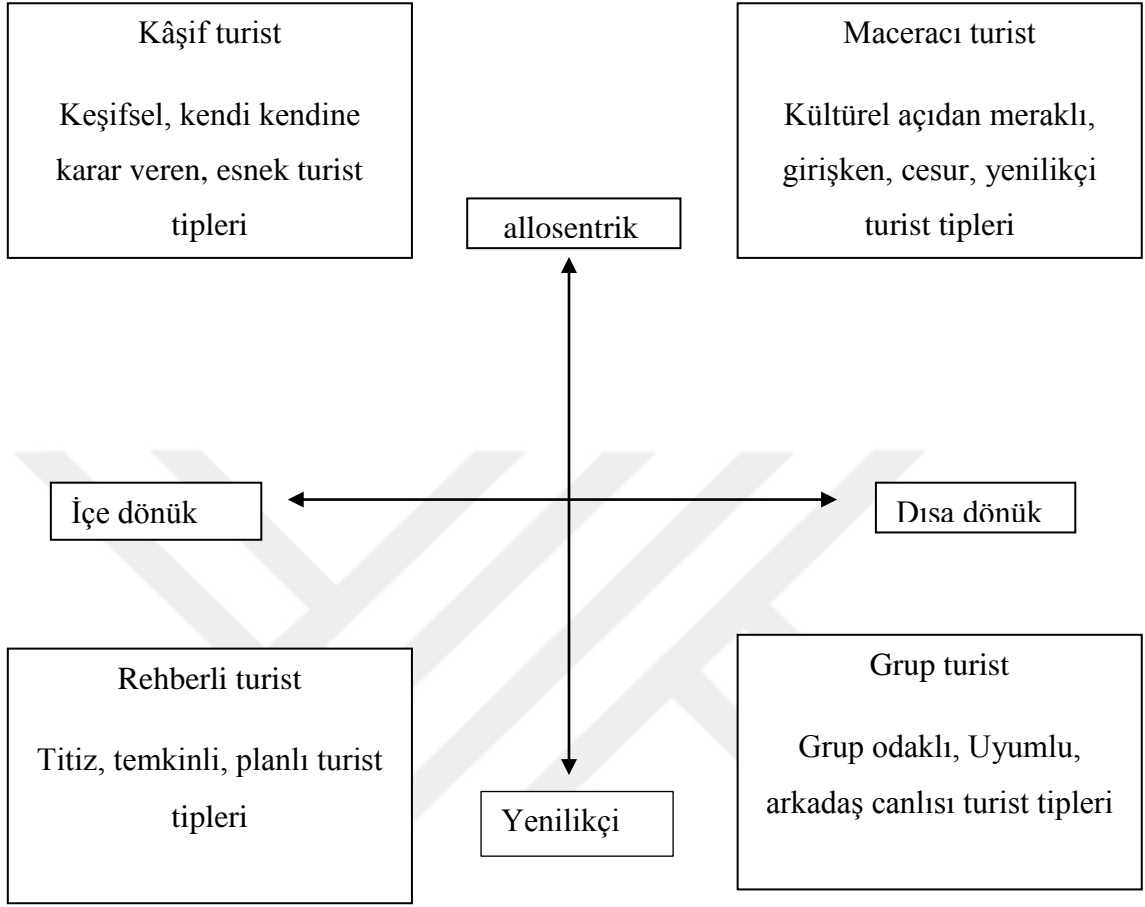 Kâşif turist
Keşifsel, kendi kendine
karar veren, esnek turist
tipleri
Maceracı turist
Kültürel açıdan meraklı,
girişken, cesur, yenilikçi
turist tipleri
allosentrik
İçe dönük
Dısa dönük
Rehberli turist
Titiz, temkinli, planlı turist
tipleri
Yenilikçi
Grup turist
Grup odaklı, Uyumlu,
arkadaş canlısı turist tipleri